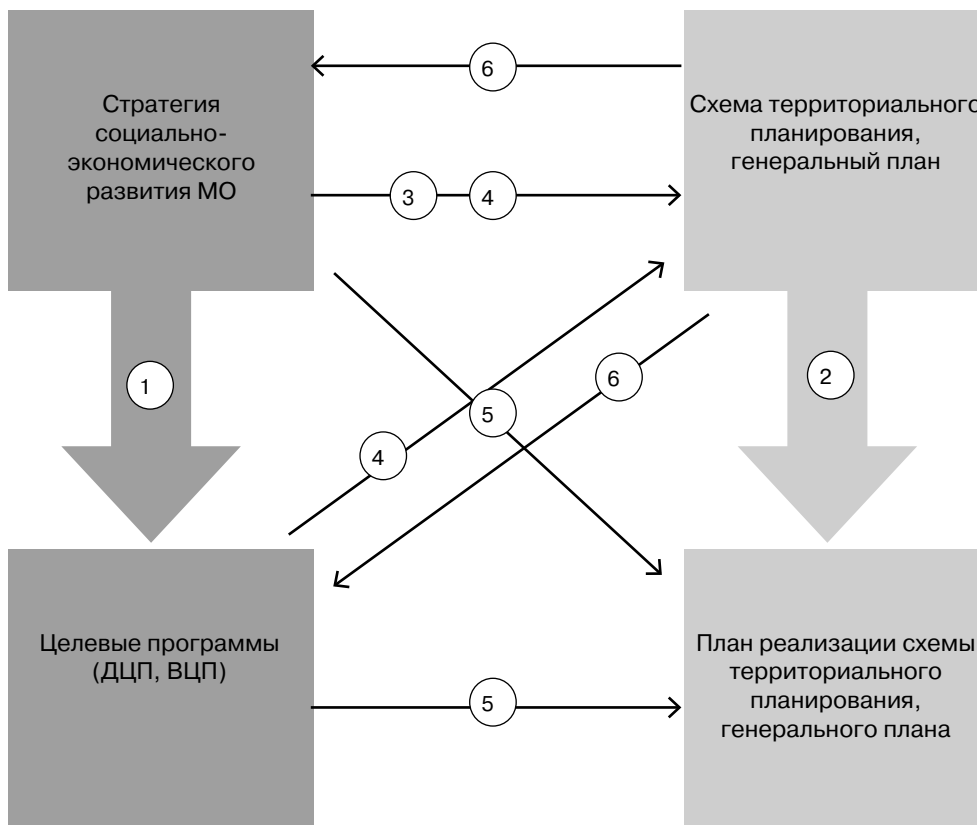 6
Стратегия
социально-
экономического
развития МО
Схема территориального
планирования,
генеральный план
3
4
1
6
2
5
4
Целевые программы
(ДЦП, ВЦП)
План реализации схемы
территориального
планирования,
генерального плана
5